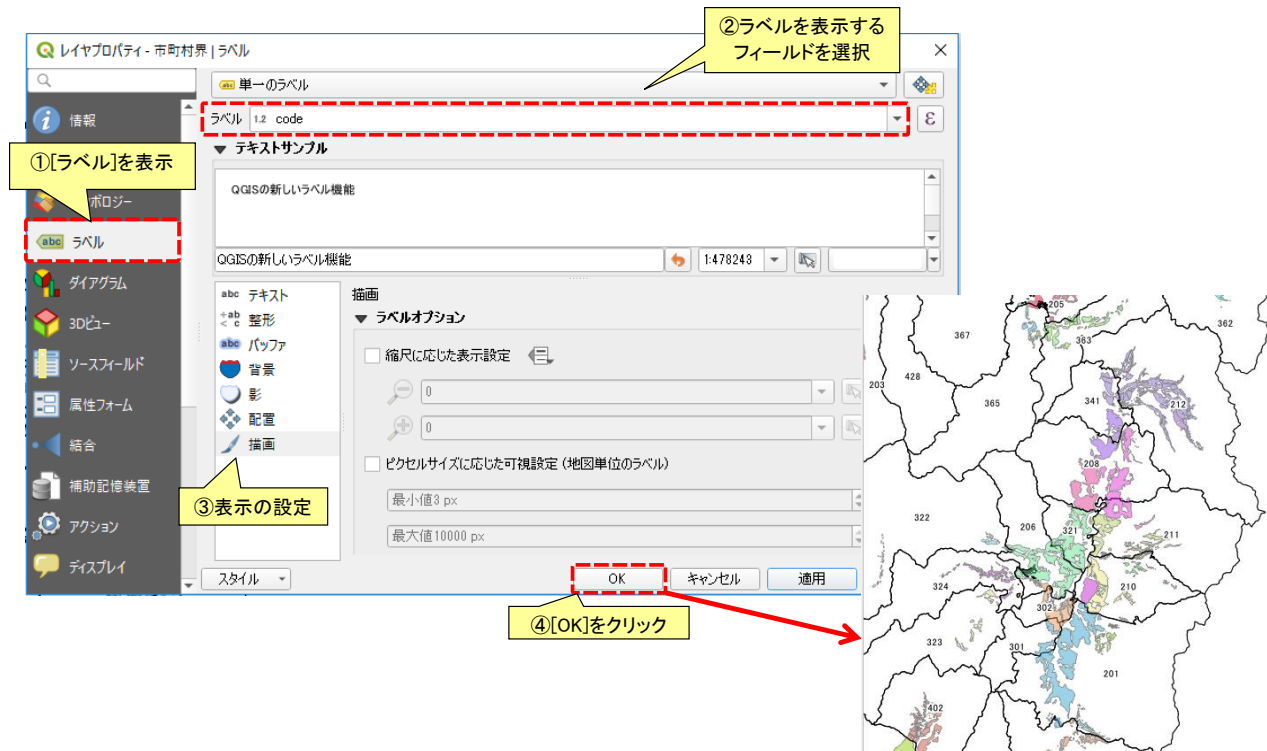 ②ラベルを表示する
フィールドを選択
レイヤプロパティ - 市町村界 | ラベル
単一のラベル
情報
ラベル 1.2 code
ε
①[ラベル]を表示
テキストサンプル
ボロジー
QGISの新しいラベル機能
abc ラベル
QGISの新しいラベル機能
1:478243
ダイアグラム
3Dビュー
ソースフィールド
属性フォーム
結合
補助記憶装置
アクション
ディスプレイ
abc テキスト
+ab < c 整形
abc バッファ
背景
影
配置
描画
③表示の設定
描画
ラベルオプション
縮尺に応じた表示設定
0
0
ピクセルサイズに応じた可視設定 (地図単位のラベル)
最小値3 px
最大値10000 px
スタイル
OK
キャンセル
適用
④[OK]をクリック
205
367
363
362
203
428
365
341
212
208
322
206
321
211
324
302
210
323
301
201
402